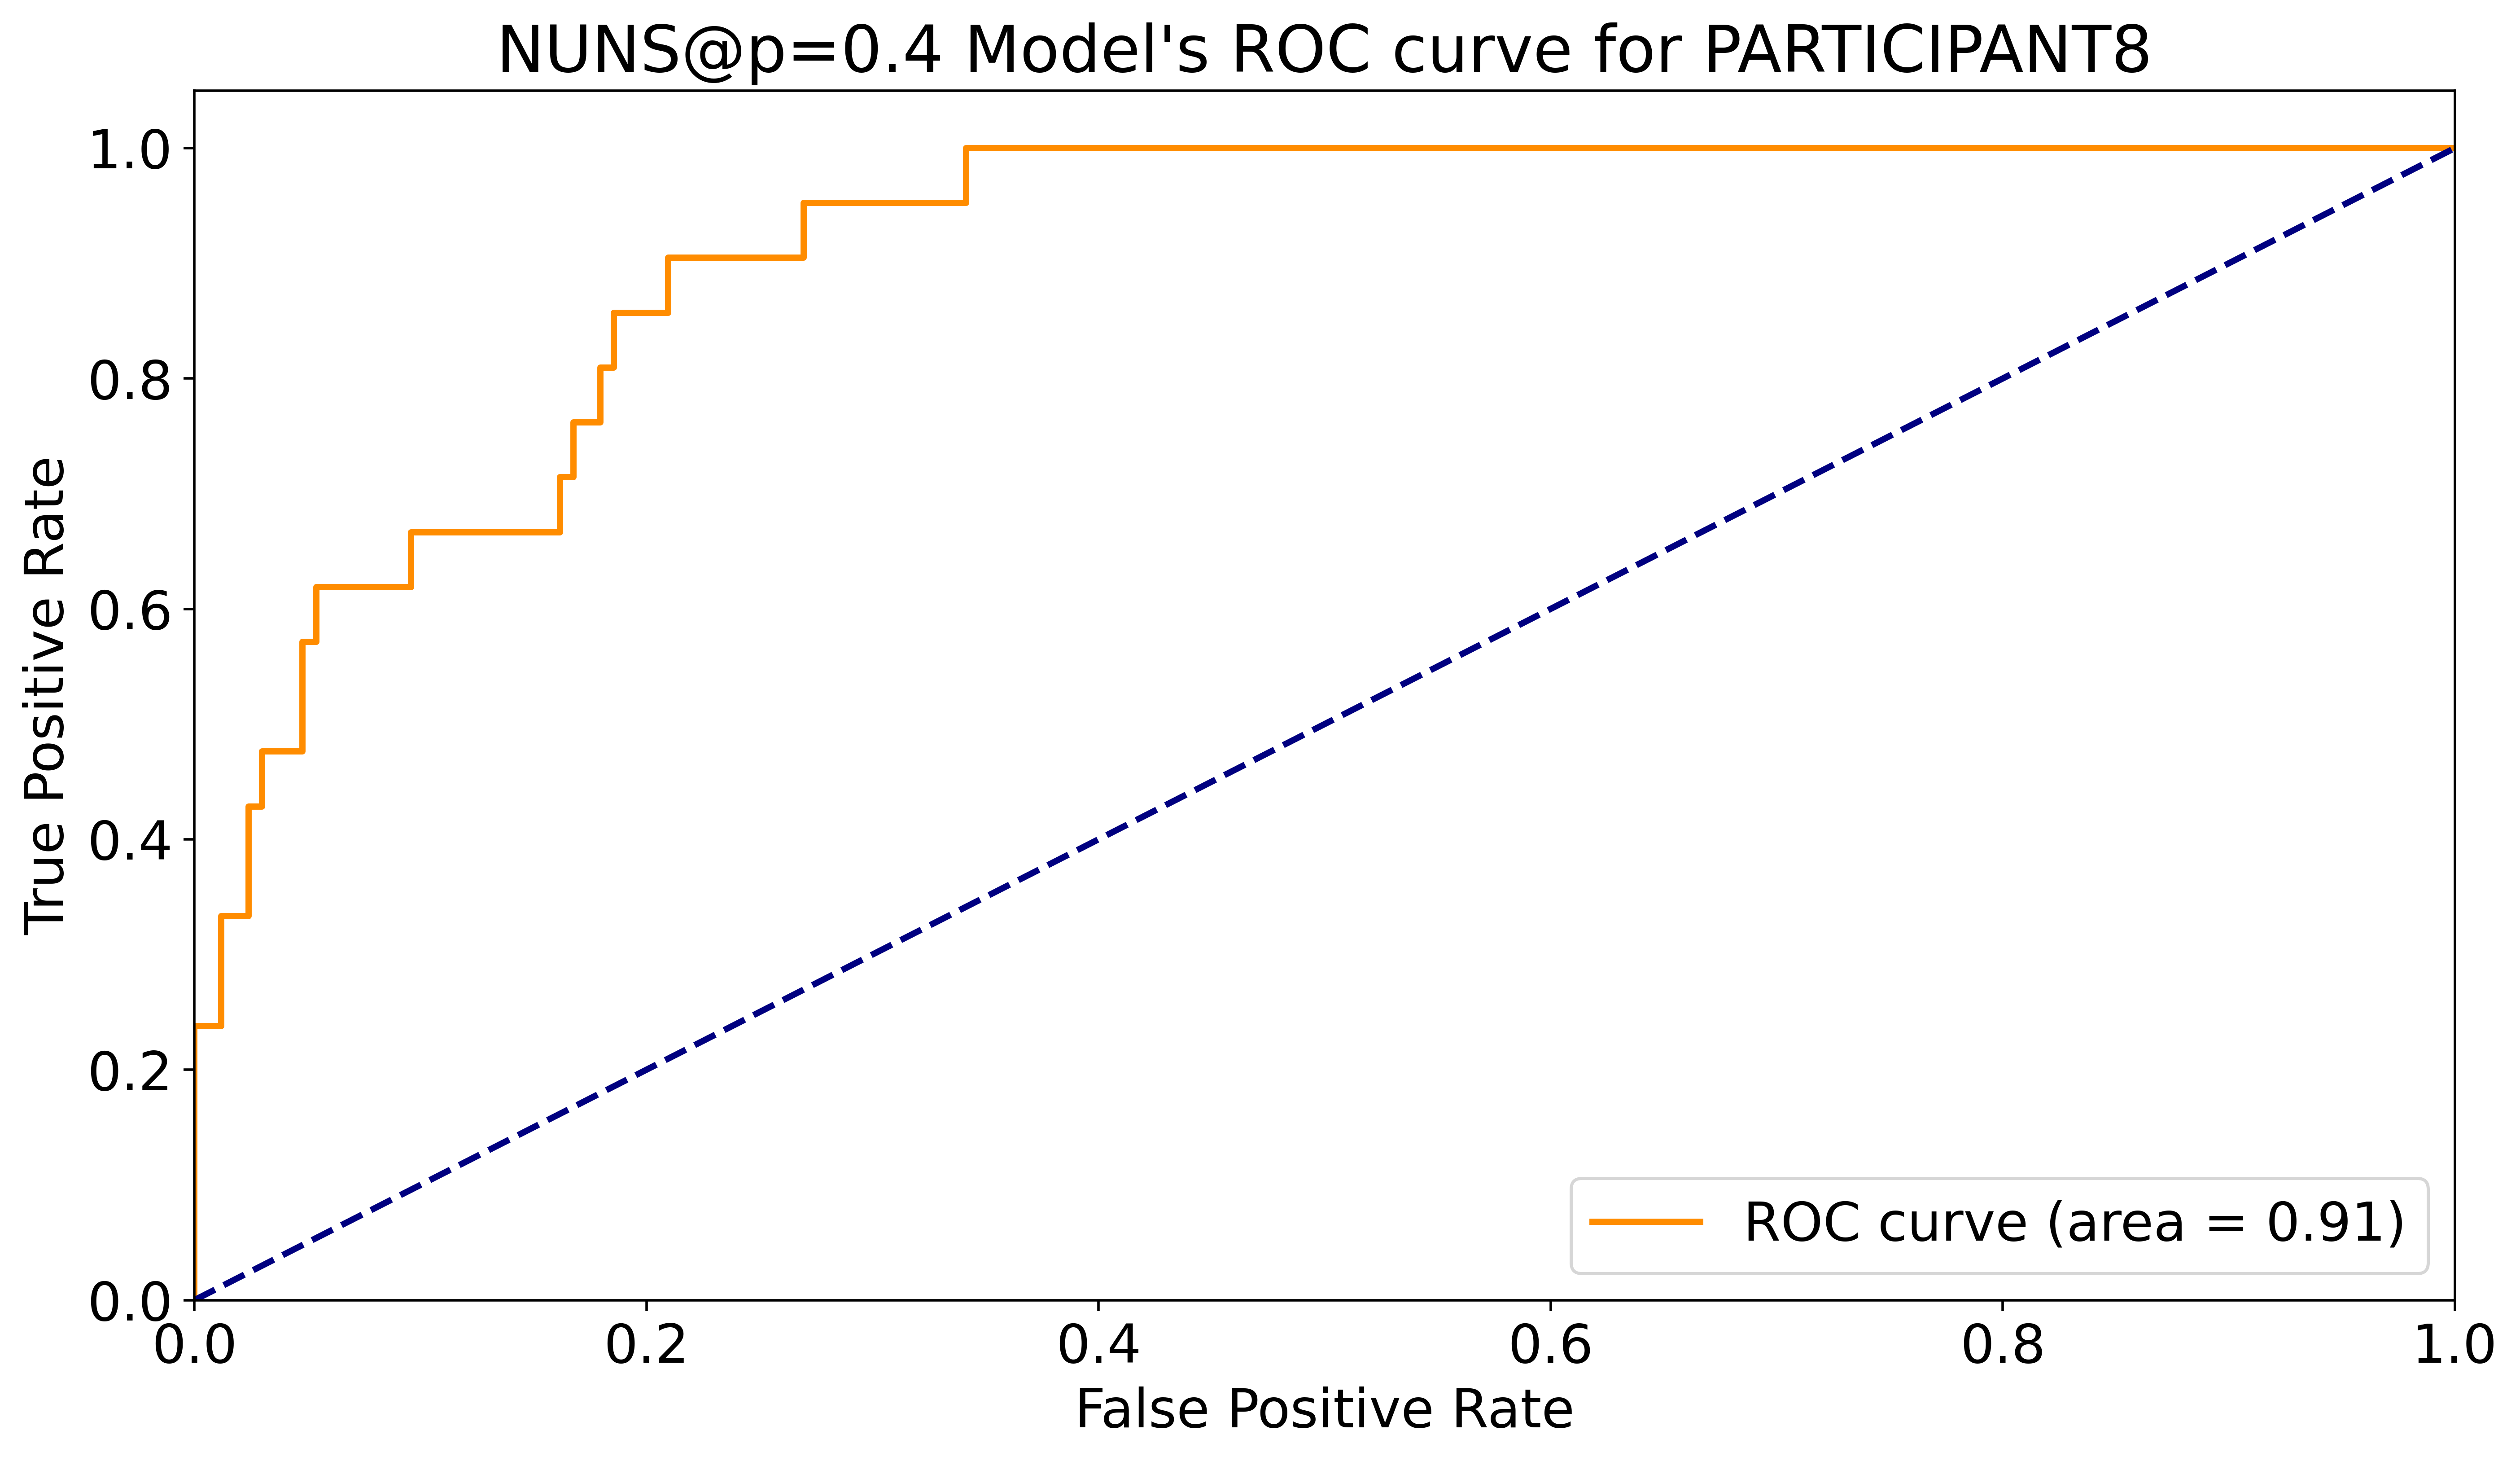 NUNS@p=0.4 Model's ROC curve for PARTICIPANT8
1.0
0.8
0.6
0.4
0.2
0.0
True Positive Rate
ROC curve (area = 0.91)
0.0 0.2 0.4 0.6 0.8 1.0
False Positive Rate